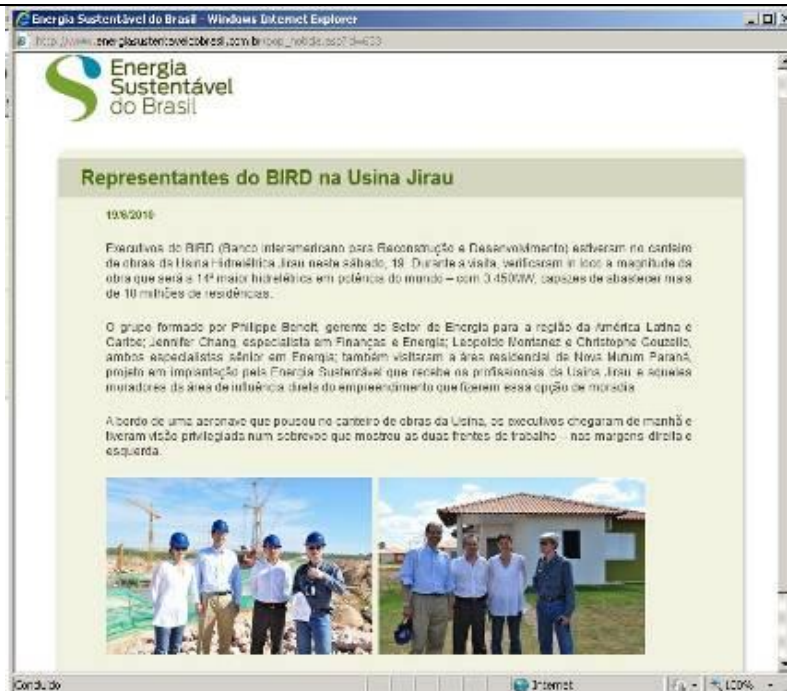 Energia Sustentável do Brasil - Windows Internet Explorer
Energia
Sustentável
do Brasil
Representantes do BIRD na Usina Jirau
19/6/2010
Executivos do BIRD (Banco Interamericano para Reconstrução e Desenvolvimento) estiveram no canteiro
de obras da Usina Hidrelétrica Jirau neste sábado, 19. Durante a visita, verificaram in loco a magnitude da
obra que será a 14ª maior hidrelétrica em potência do mundo – com 3.450MW, capazes de abastecer mais
de 10 milhões de residências.
O grupo formado por Philippe Benoit, gerente do Setor de Energia para a região da América Latina e
Caribe; Jennifer Chang, especialista em Finanças e Energia; Leopoldo Montanez e Christophe Gouzello,
ambos especialistas sênior em Energia; também visitaram a área residencial de Nova Mutum Paraná,
projeto em implantação pela Energia Sustentável que recebe os profissionais da Usina Jirau e aqueles
moradores da área de influência direta do empreendimento que fizerem essa opção de moradia.
A bordo de uma aeronave que pousou no canteiro de obras da Usina, os executivos chegaram de manhã e
tiveram visão privilegiada num sobrevoo que mostrou as duas frentes de trabalho – nas margens direita e
esquerda.
Concluído
Internet
100%